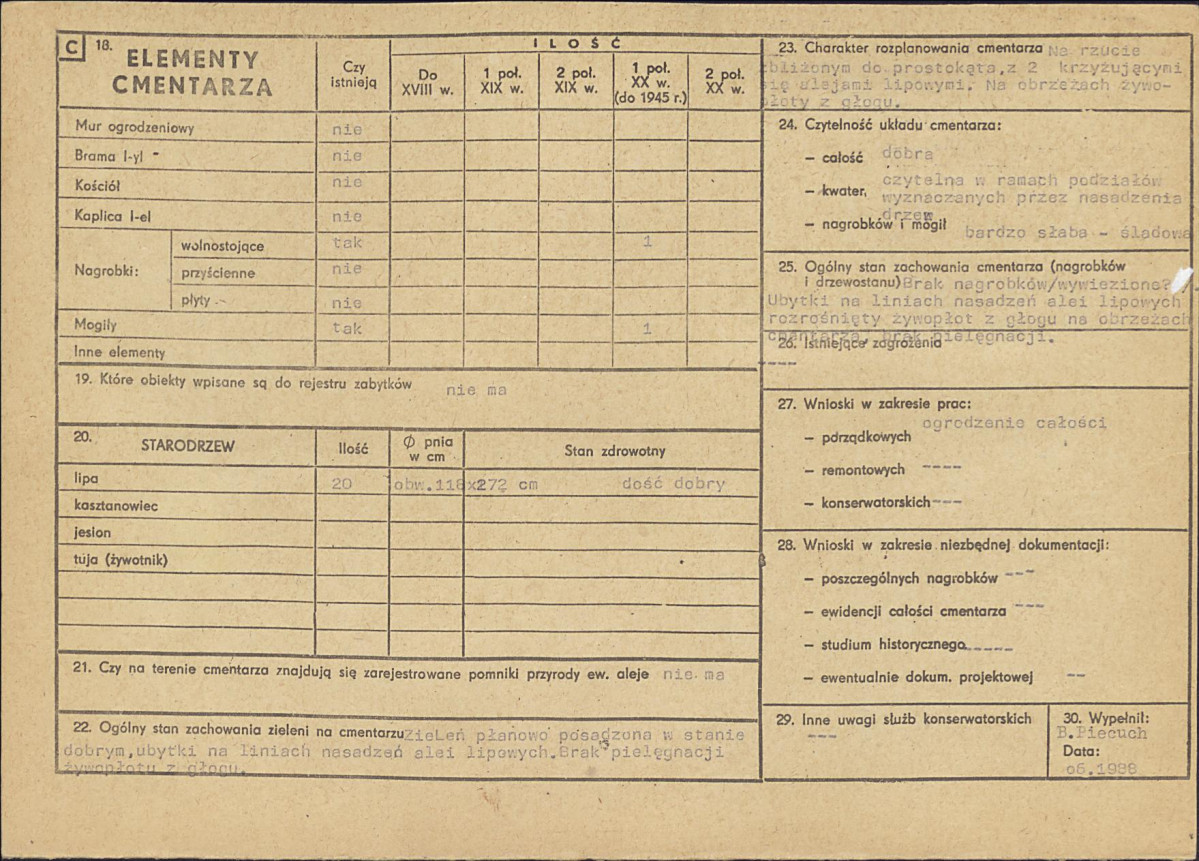 C 18. ELEMENTY CMENTARZA
Czy istnieją
ILOŚĆ
Do XVIII w.
1 poł. XIX w.
2 poł. XIX w.
1 poł. XX w. (do 1945 r.)
2 poł. XX w.
Mur ogrodzeniowy nie
Brama I-yI nie
Kościół nie
Kaplica I-eI nie
Nagrobki:
wolnostojące tak 1
przyścienne nie
płyty nie
Mogiły tak 1
Inne elementy
19. Które obiekty wpisane są do rejestru zabytków nie ma
20. STARODRZEW Ilość Ø pnia w cm Stan zdrowotny
lipa 20 obw.118x272 cm dość dobry
kasztanowiec
jesion
tuja (żywotnik)
21. Czy na terenie cmentarza znajdują się zarejestrowane pomniki przyrody ew. aleje nie ma
22. Ogólny stan zachowania zieleni na cmentarzu Zieleń planowo posadzona w stanie
dobrym,ubytki na liniach nasadzeń alei lipowych.Brak pielęgnacji
żywopłotu z głogu.
23. Charakter rozplanowania cmentarza Na rzucie
zbliżonym do prostokąta,z 2 krzyżującymi
się alejami lipowymi. Na obrzeżach żywo-
płoty z głogu.
24. Czytelność układu cmentarza:
– całość dobra
– kwater, czytelna w ramach podziałów
wyznaczanych przez nasadzenia
drzew
– nagrobków i mogił bardzo słaba - śladowa
25. Ogólny stan zachowania cmentarza (nagrobków
i drzewostanu) Brak nagrobków/wywiezione?/
Ubytki na liniach nasadzeń alei lipowych
rozrośnięty żywopłot z głogu na obrzeżach
cmentarza, brak pielęgnacji.
26. Istniejące zagrożenia
----
27. Wnioski w zakresie prac:
– porządkowych ogrodzenie całości
– remontowych ----
– konserwatorskich ---
28. Wnioski w zakresie niezbędnej dokumentacji:
– poszczególnych nagrobków ---
– ewidencji całości cmentarza ---
– studium historycznego -----
– ewentualnie dokum. projektowej --
29. Inne uwagi służb konserwatorskich
---
30. Wypełnił:
B.Piecuch
Data:
o6.1988